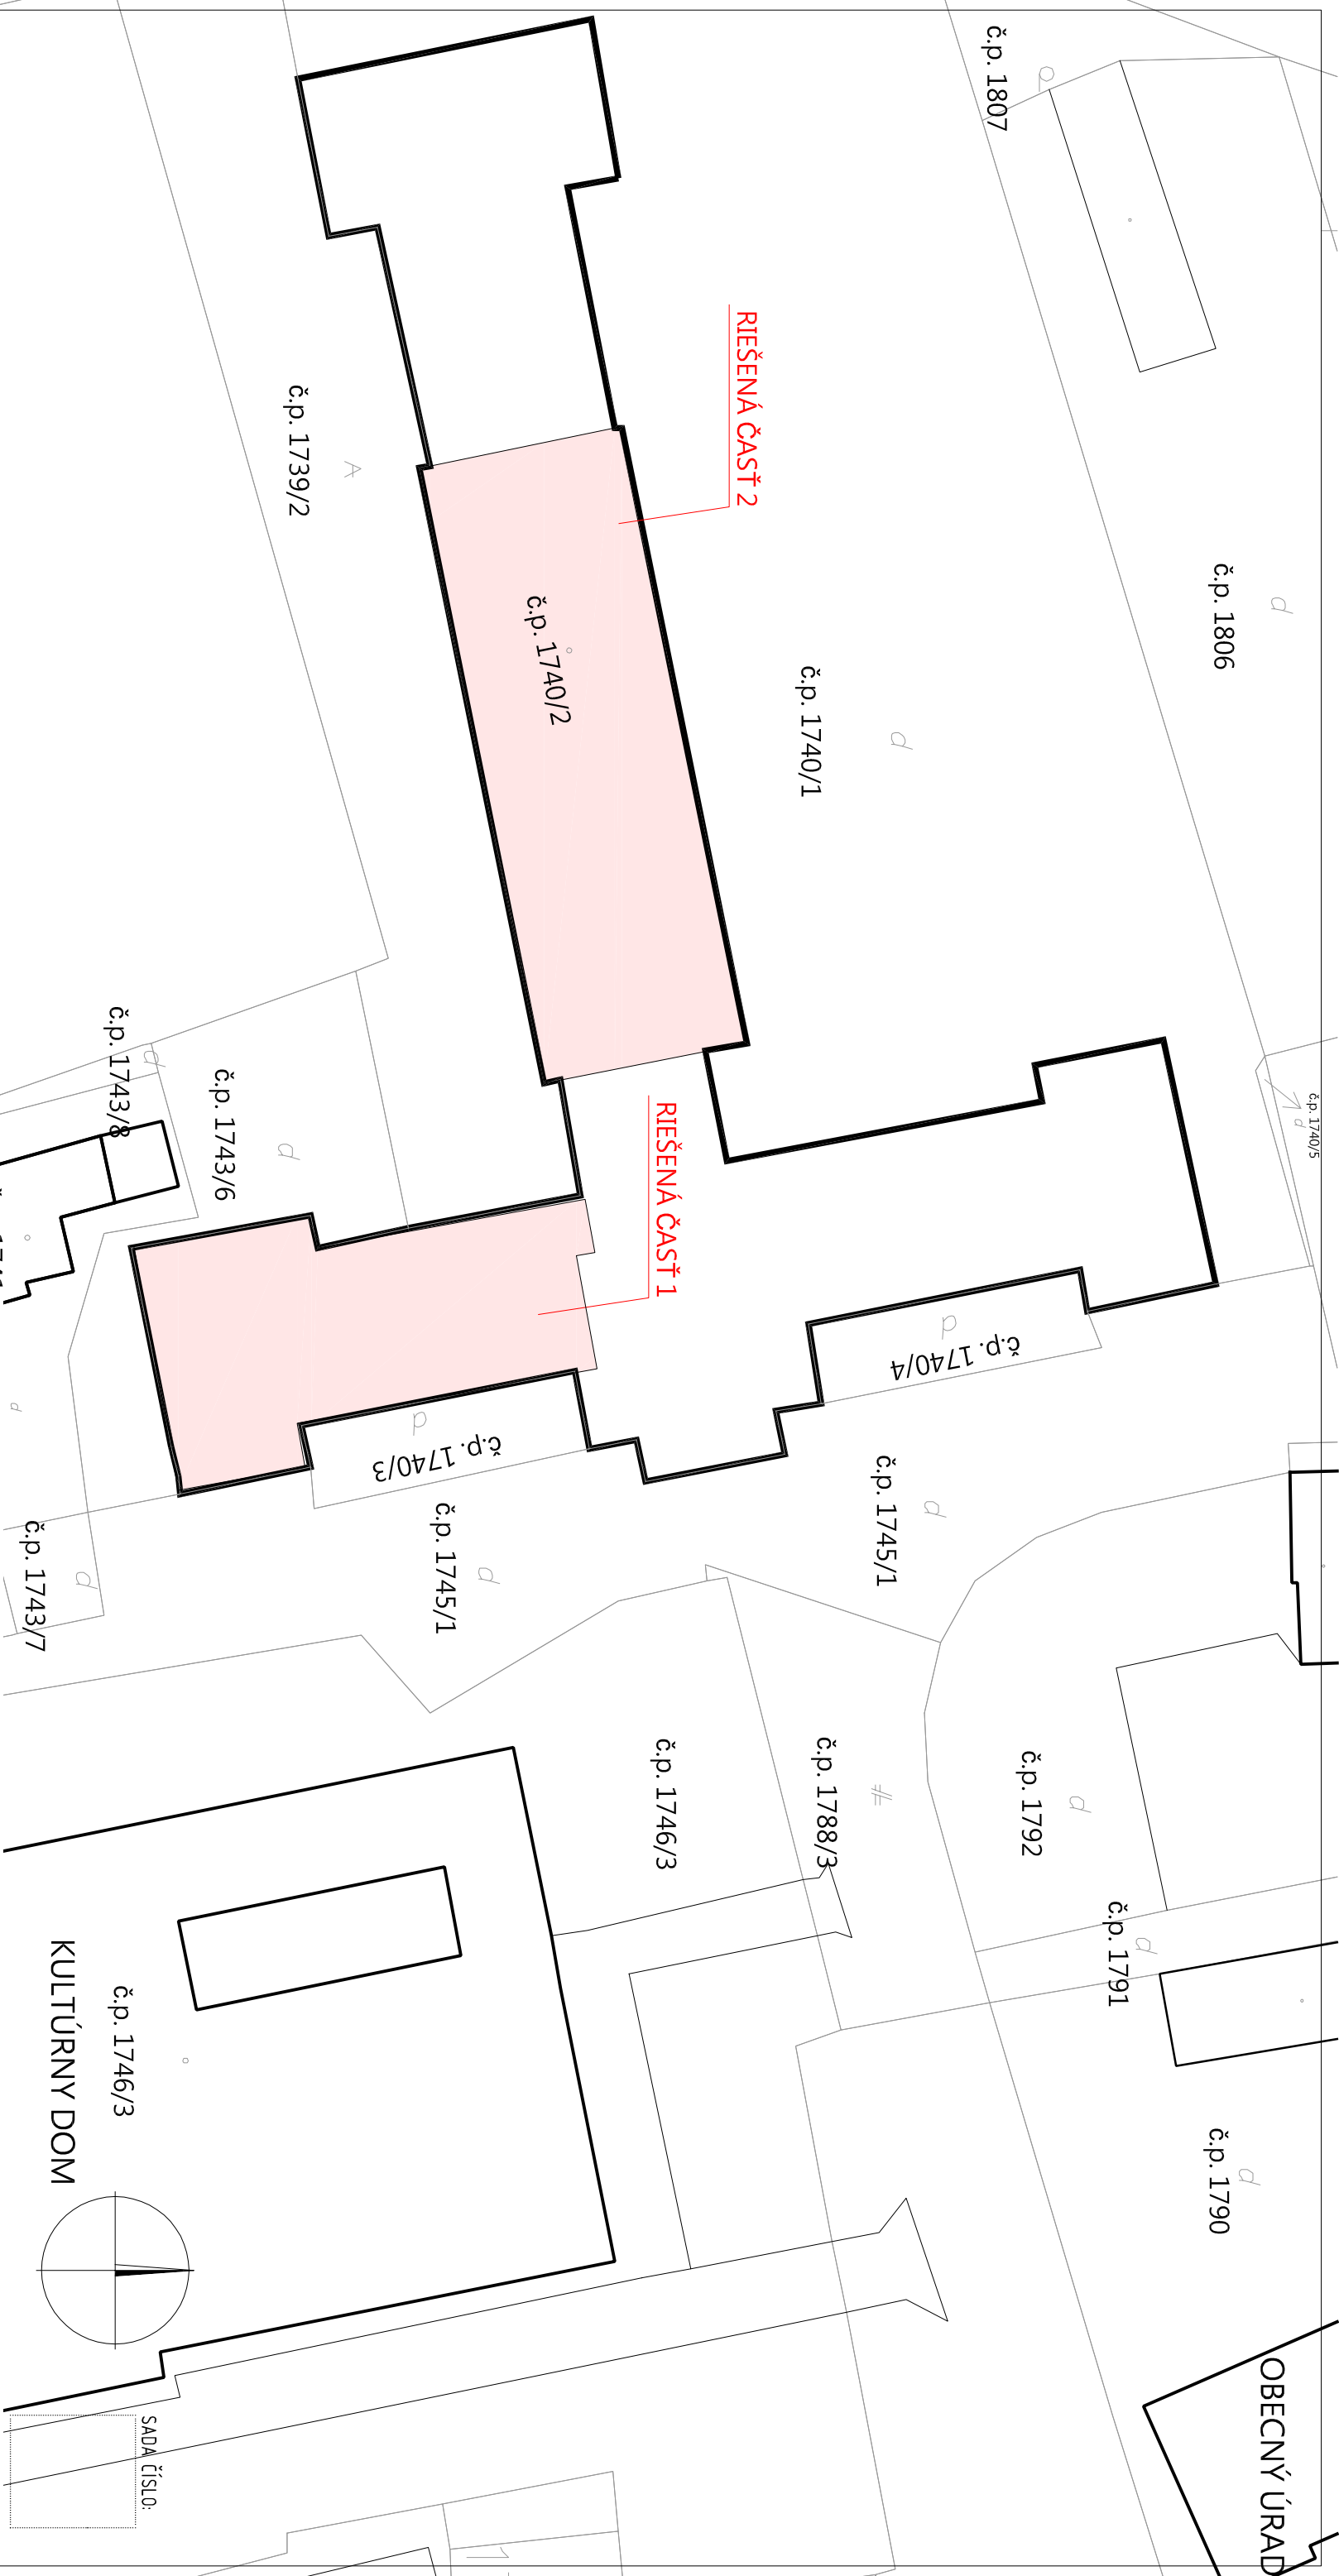 č.p. 1807
č.p. 1806
RIEŠENÁ ČASŤ 2
č.p. 1739/2
č.p. 1740/2
č.p. 1740/1
č.p. 1740/5
č.p. 1743/8
č.p. 1743/6
RIEŠENÁ ČASŤ 1
č.p. 1740/4
č.p. 1740/3
č.p. 1745/1
č.p. 1745/1
č.p. 1743/7
č.p. 1746/3
č.p. 1788/3
č.p. 1792
č.p. 1791
č.p. 1790
č.p. 1746/3
KULTÚRNY DOM
OBECNÝ ÚRAD
SADA ČÍSLO: